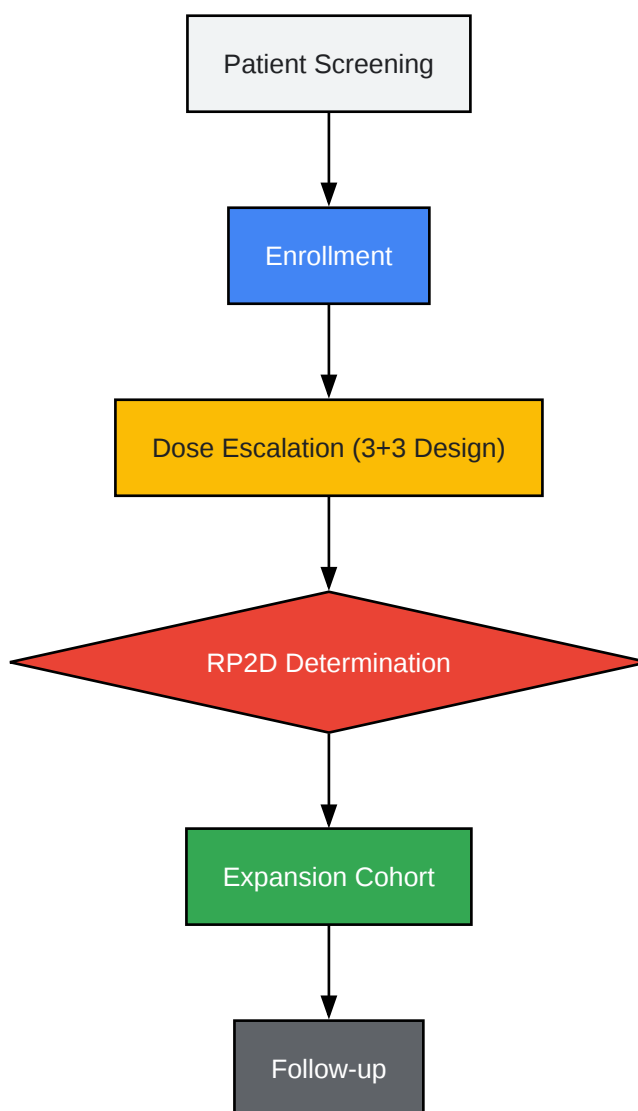 Patient Screening
Enrollment
Dose Escalation (3+3 Design)
RP2D Determination
Expansion Cohort
Follow-up